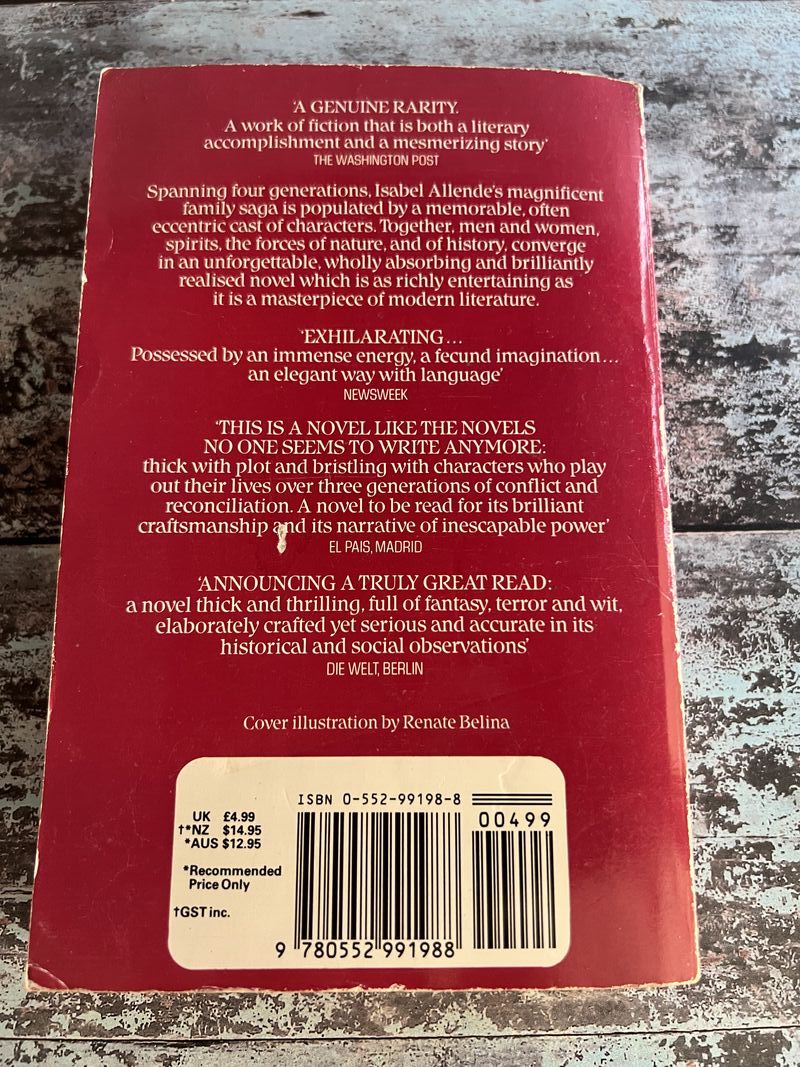 ‘A GENUINE RARITY.
A work of fiction that is both a literary
accomplishment and a mesmerizing story’
THE WASHINGTON POST
Spanning four generations, Isabel Allende's magnificent
family saga is populated by a memorable, often
eccentric cast of characters. Together, men and women,
spirits, the forces of nature, and of history, converge
in an unforgettable, wholly absorbing and brilliantly
realised novel which is as richly entertaining as
it is a masterpiece of modern literature.
‘EXHILARATING...
Possessed by an immense energy, a fecund imagination...
an elegant way with language’
NEWSWEEK
‘THIS IS A NOVEL LIKE THE NOVELS
NO ONE SEEMS TO WRITE ANYMORE:
thick with plot and bristling with characters who play
out their lives over three generations of conflict and
reconciliation. A novel to be read for its brilliant
craftsmanship and its narrative of inescapable power’
EL PAIS, MADRID
‘ANNOUNCING A TRULY GREAT READ:
a novel thick and thrilling, full of fantasy, terror and wit,
elaborately crafted yet serious and accurate in its
historical and social observations’
DIE WELT, BERLIN
Cover illustration by Renate Belina
UK £4.99
†*NZ $14.95
*AUS $12.95
*Recommended
Price Only
†GST inc.
ISBN 0-552-99198-8
00499
9 780552 991988